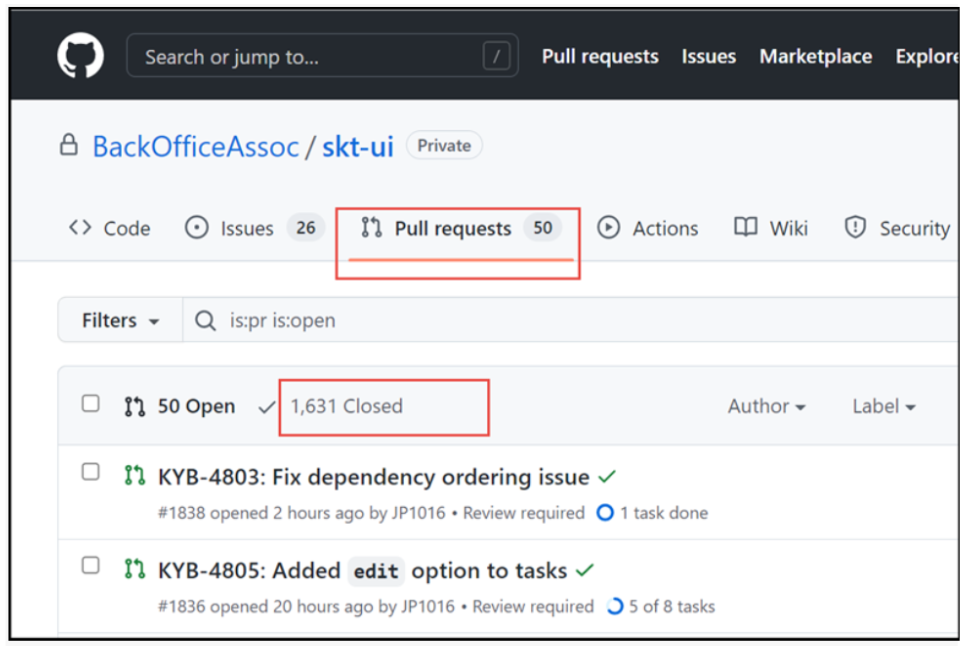 Search or jump to... / Pull requests Issues Marketplace Explore
BackOfficeAssoc / skt-ui Private
<> Code Issues 26 Pull requests 50 Actions Wiki Security
Filters is:pr is:open
50 Open 1,631 Closed Author Label
KYB-4803: Fix dependency ordering issue
#1838 opened 2 hours ago by JP1016 • Review required 1 task done
KYB-4805: Added edit option to tasks
#1836 opened 20 hours ago by JP1016 • Review required 5 of 8 tasks